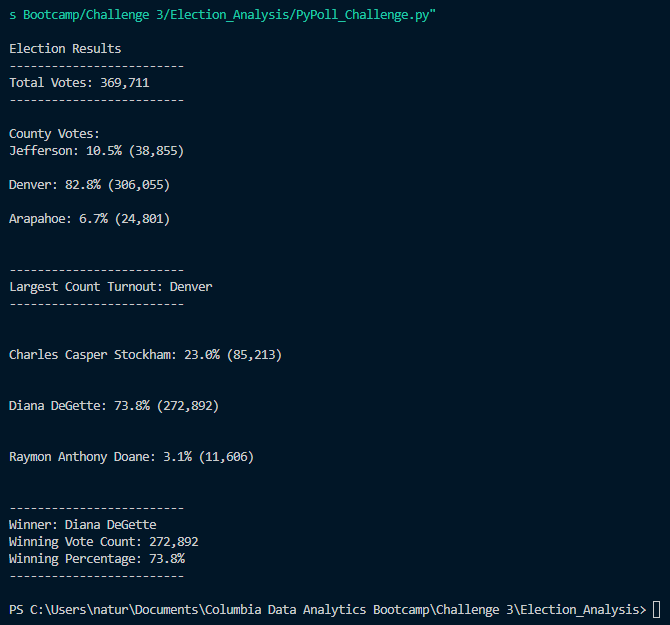 s Bootcamp/Challenge 3/Election_Analysis/PyPoll_Challenge.py"
Election Results
-------------------------
Total Votes: 369,711
-------------------------
County Votes:
Jefferson: 10.5% (38,855)
Denver: 82.8% (306,055)
Arapahoe: 6.7% (24,801)
-------------------------
Largest Count Turnout: Denver
-------------------------
Charles Casper Stockham: 23.0% (85,213)
Diana DeGette: 73.8% (272,892)
Raymon Anthony Doane: 3.1% (11,606)
-------------------------
Winner: Diana DeGette
Winning Vote Count: 272,892
Winning Percentage: 73.8%
-------------------------
PS C:\Users\natur\Documents\Columbia Data Analytics Bootcamp\Challenge 3\Election_Analysis>